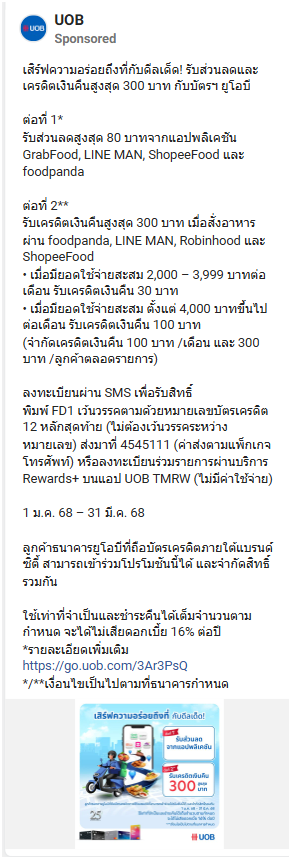 UOB
UOB
Sponsored
เสิร์ฟความอร่อยถึงที่กับดีลเด็ด! รับส่วนลดและ
เครดิตเงินคืนสูงสุด 300 บาท กับบัตรฯ ยูโอบี
ต่อที่ 1*
รับส่วนลดสูงสุด 80 บาทจากแอปพลิเคชัน
GrabFood, LINE MAN, ShopeeFood และ
foodpanda
ต่อที่ 2**
รับเครดิตเงินคืนสูงสุด 300 บาท เมื่อสั่งอาหาร
ผ่าน foodpanda, LINE MAN, Robinhood และ
ShopeeFood
• เมื่อมียอดใช้จ่ายสะสม 2,000 – 3,999 บาทต่อ
เดือน รับเครดิตเงินคืน 30 บาท
• เมื่อมียอดใช้จ่ายสะสม ตั้งแต่ 4,000 บาทขึ้นไป
ต่อเดือน รับเครดิตเงินคืน 100 บาท
(จำกัดเครดิตเงินคืน 100 บาท /เดือน และ 300
บาท /ลูกค้าตลอดรายการ)
ลงทะเบียนผ่าน SMS เพื่อรับสิทธิ์
พิมพ์ FD1 เว้นวรรคตามด้วยหมายเลขบัตรเครดิต
12 หลักสุดท้าย (ไม่ต้องเว้นวรรคระหว่าง
หมายเลข) ส่งมาที่ 4545111 (ค่าส่งตามแพ็กเกจ
โทรศัพท์) หรือลงทะเบียนร่วมรายการผ่านบริการ
Rewards+ บนแอป UOB TMRW (ไม่มีค่าใช้จ่าย)
1 ม.ค. 68 – 31 มี.ค. 68
ลูกค้าธนาคารยูโอบีที่ถือบัตรเครดิตภายใต้แบรนด์
ซิตี้ สามารถเข้าร่วมโปรโมชันนี้ได้ และจำกัดสิทธิ์
รวมกัน
ใช้เท่าที่จำเป็นและชำระคืนได้เต็มจำนวนตาม
กำหนด จะได้ไม่เสียดอกเบี้ย 16% ต่อปี
*รายละเอียดเพิ่มเติม
https://go.uob.com/3Ar3PsQ
*/**เงื่อนไขเป็นไปตามที่ธนาคารกำหนด
เสิร์ฟความอร่อยถึงที่ กับดีลเด็ด!
รับส่วนลด
จากแอปพลิเคชัน
รับเครดิตเงินคืน
300 สูงสุด บาท
25
UOB